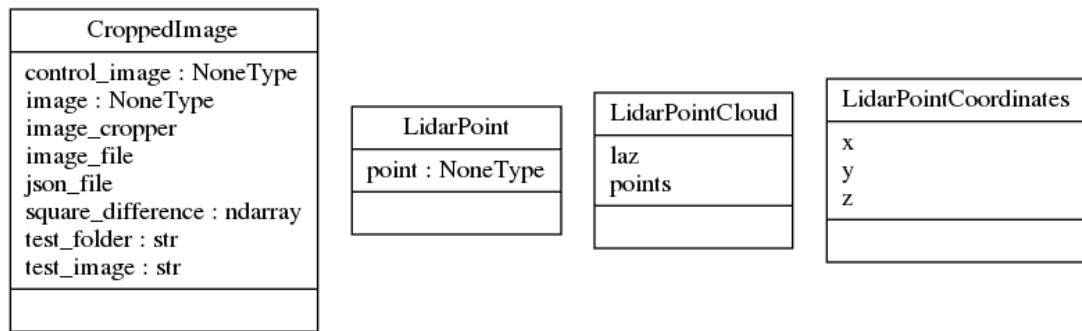 CroppedImage
control_image : NoneType
image : NoneType
image_cropper
image_file
json_file
square_difference : ndarray
test_folder : str
test_image : str
LidarPoint
point : NoneType
LidarPointCloud
laz
points
LidarPointCoordinates
x
y
z